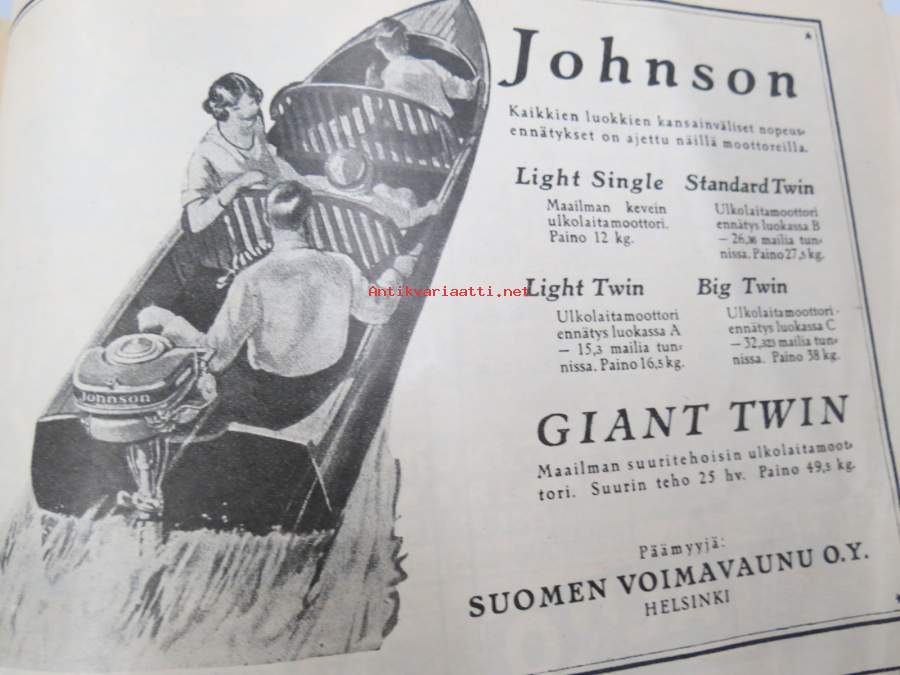 Johnson
Kaikkien luokkien kansainväliset nopeus-
ennätykset on ajettu näillä moottoreilla.
Light Single
Maailman kevein
ulkolaitamoottori.
Paino 12 kg.
Standard Twin
Ulkolaitamoottori
ennätys luokassa B
— 26,36 mailia tun-
nissa. Paino 27,5 kg.
Light Twin
Ulkolaitamoottori
ennätys luokassa A
— 15,3 mailia tun-
nissa. Paino 16,5 kg.
Big Twin
Ulkolaitamoottori-
ennätys luokassa C
— 32,323 mailia tun-
nissa. Paino 38 kg.
GIANT TWIN
Maailman suuritehoisin ulkolaitamoot-
tori. Suurin teho 25 hv. Paino 49,5 kg.
Päämyyjä:
SUOMEN VOIMAVAUNU O.Y.
HELSINKI
Johnson
Antikvariaatti.net